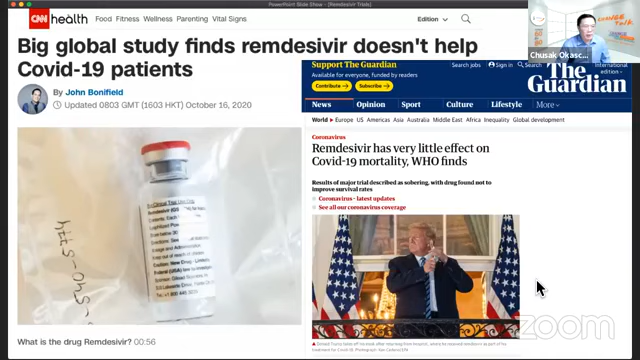 PowerPoint Slide Show - [Remdesivir Trials]
CNN health Food Fitness Wellness Parenting Vital Signs Edition
Big global study finds remdesivir doesn't help
Covid-19 patients
By John Bonifield
Updated 0803 GMT (1603 HKT) October 16, 2020
What is the drug Remdesivir? 00:56
Support The Guardian
Available for everyone, funded by readers
Contribute Subscribe
Search jobs Sign in Search International edition
The Guardian
News Opinion Sport Culture Lifestyle More
World Europe US Americas Asia Australia Middle East Africa Inequality Global development
Coronavirus
Remdesivir has very little effect on
Covid-19 mortality, WHO finds
Results of major trial described as sobering, with drug found not to
improve survival rates
Coronavirus - latest updates
See all our coronavirus coverage
Chusak Okasc...
zoom